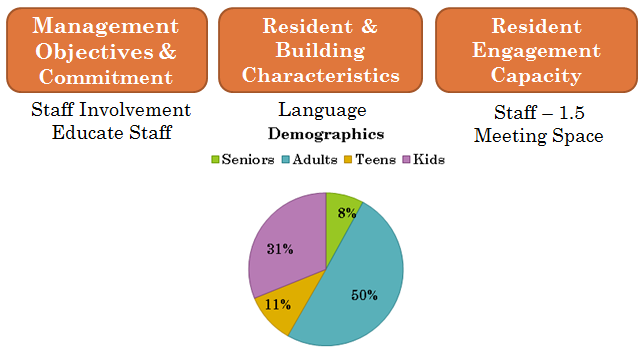 Management
Objectives &
Commitment
Staff Involvement
Educate Staff
Resident &
Building
Characteristics
Language
Demographics
Seniors Adults Teens Kids
8%
31%
50%
11%
Resident
Engagement
Capacity
Staff – 1.5
Meeting Space